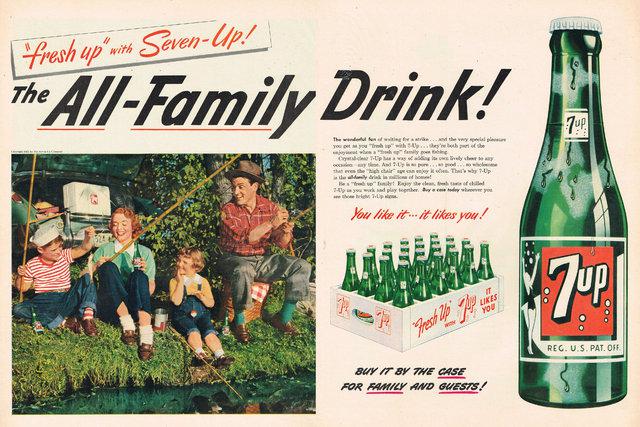 "fresh up" with Seven-Up!
The All-Family Drink!
The wonderful fun of waiting for a strike . . . and the very special pleasure
you get as you "fresh up" with 7-Up . . . they're both part of the
enjoyment when a "fresh up" family goes fishing.
Crystal-clear 7-Up has a way of adding its own lively cheer to any
occasion—any time. And 7-Up is so pure . . . so good . . . so wholesome
that even the "high chair" age can enjoy it often. That's why 7-Up
is the all-family drink in millions of homes!
Be a "fresh up" family! Enjoy the clean, fresh taste of chilled
7-Up as you work and play together. Buy a case today wherever you
see those bright 7-Up signs.
You like it... it likes you!
"Fresh Up" WITH 7up
IT
LIKES
YOU
BUY IT BY THE CASE
FOR FAMILY AND GUESTS!
7up
7up
REG. U.S. PAT. OFF.